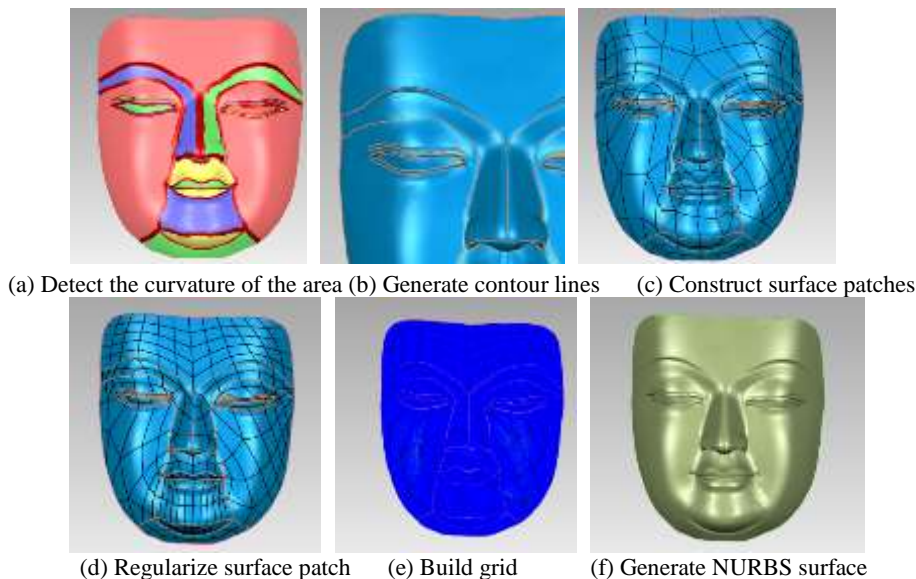 (a) Detect the curvature of the area (b) Generate contour lines (c) Construct surface patches
(d) Regularize surface patch (e) Build grid (f) Generate NURBS surface